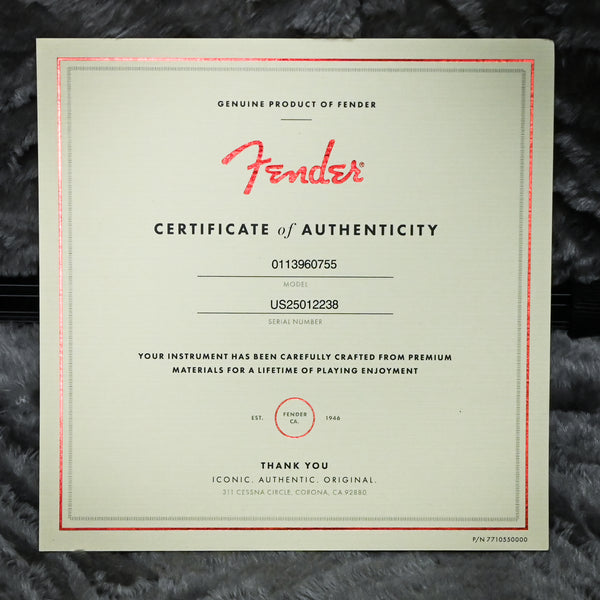 GENUINE PRODUCT OF FENDER
Fender®
CERTIFICATE of AUTHENTICITY
0113960755
MODEL
US25012238
SERIAL NUMBER
YOUR INSTRUMENT HAS BEEN CAREFULLY CRAFTED FROM PREMIUM
MATERIALS FOR A LIFETIME OF PLAYING ENJOYMENT
EST. FENDER CA. 1946
THANK YOU
ICONIC. AUTHENTIC. ORIGINAL.
311 CESSNA CIRCLE, CORONA, CA 92880
P/N 7710550000